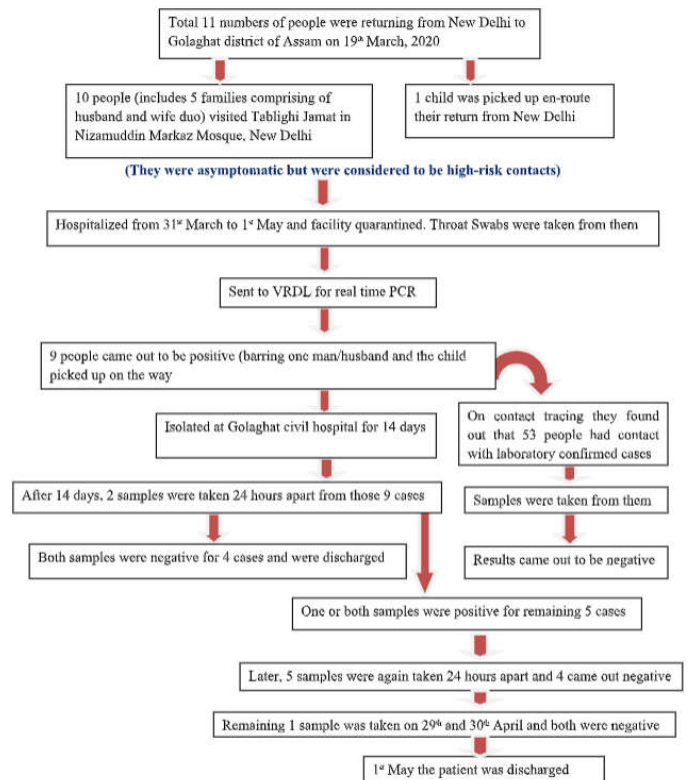 Total 11 numbers of people were returning from New Delhi to
Golaghat district of Assam on 19th March, 2020
10 people (includes 5 families comprising of
husband and wife duo) visited Tablighi Jamat in
Nizamuddin Markaz Mosque, New Delhi
1 child was picked up en-route
their return from New Delhi
(They were asymptomatic but were considered to be high-risk contacts)
Hospitalized from 31st March to 1st May and facility quarantined. Throat Swabs were taken from them
Sent to VRDL for real time PCR
9 people came out to be positive (barring one man/husband and the child
picked up on the way
Isolated at Golaghat civil hospital for 14 days
On contact tracing they found
out that 53 people had contact
with laboratory confirmed cases
After 14 days, 2 samples were taken 24 hours apart from those 9 cases
Samples were taken from them
Both samples were negative for 4 cases and were discharged
Results came out to be negative
One or both samples were positive for remaining 5 cases
Later, 5 samples were again taken 24 hours apart and 4 came out negative
Remaining 1 sample was taken on 29th and 30th April and both were negative
1st May the patient was discharged